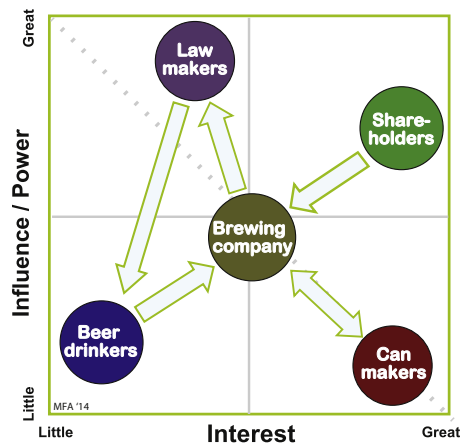 Great
Law
makers
Share-
holders
Influence / Power
Brewing
company
Beer
drinkers
Can
makers
Little
MFA '14
Little
Interest
Great